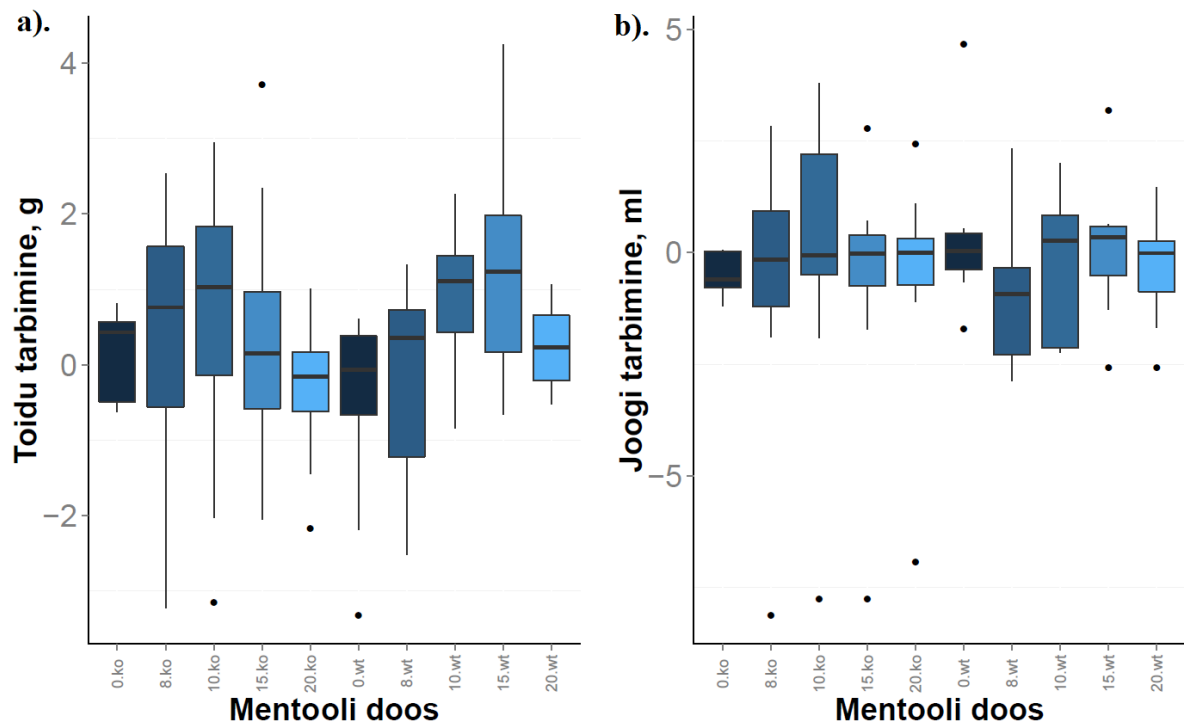 a).
Toidu tarbimine, g
4
2
0
−2
0.ko
8.ko
10.ko
15.ko
20.ko
0.wt
8.wt
10.wt
15.wt
20.wt
Mentooli doos
b).
Joogi tarbimine, ml
5
0
−5
0.ko
8.ko
10.ko
15.ko
20.ko
0.wt
8.wt
10.wt
15.wt
20.wt
Mentooli doos